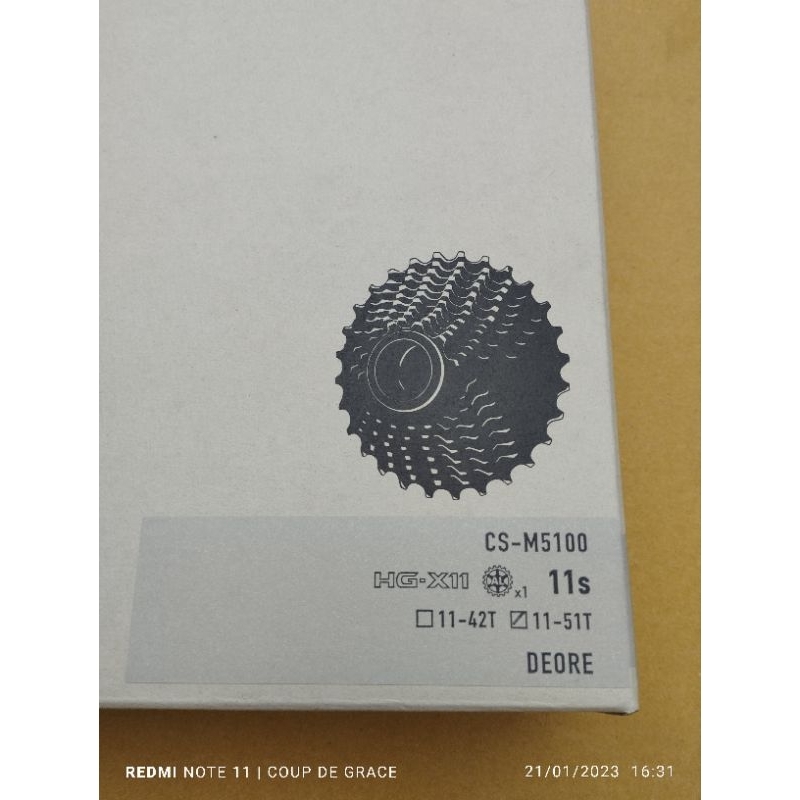 CS-M5100
HG-X11 x1 11s
11-42T 11-51T
DEORE
REDMI NOTE 11 | COUP DE GRACE
21/01/2023 16:31